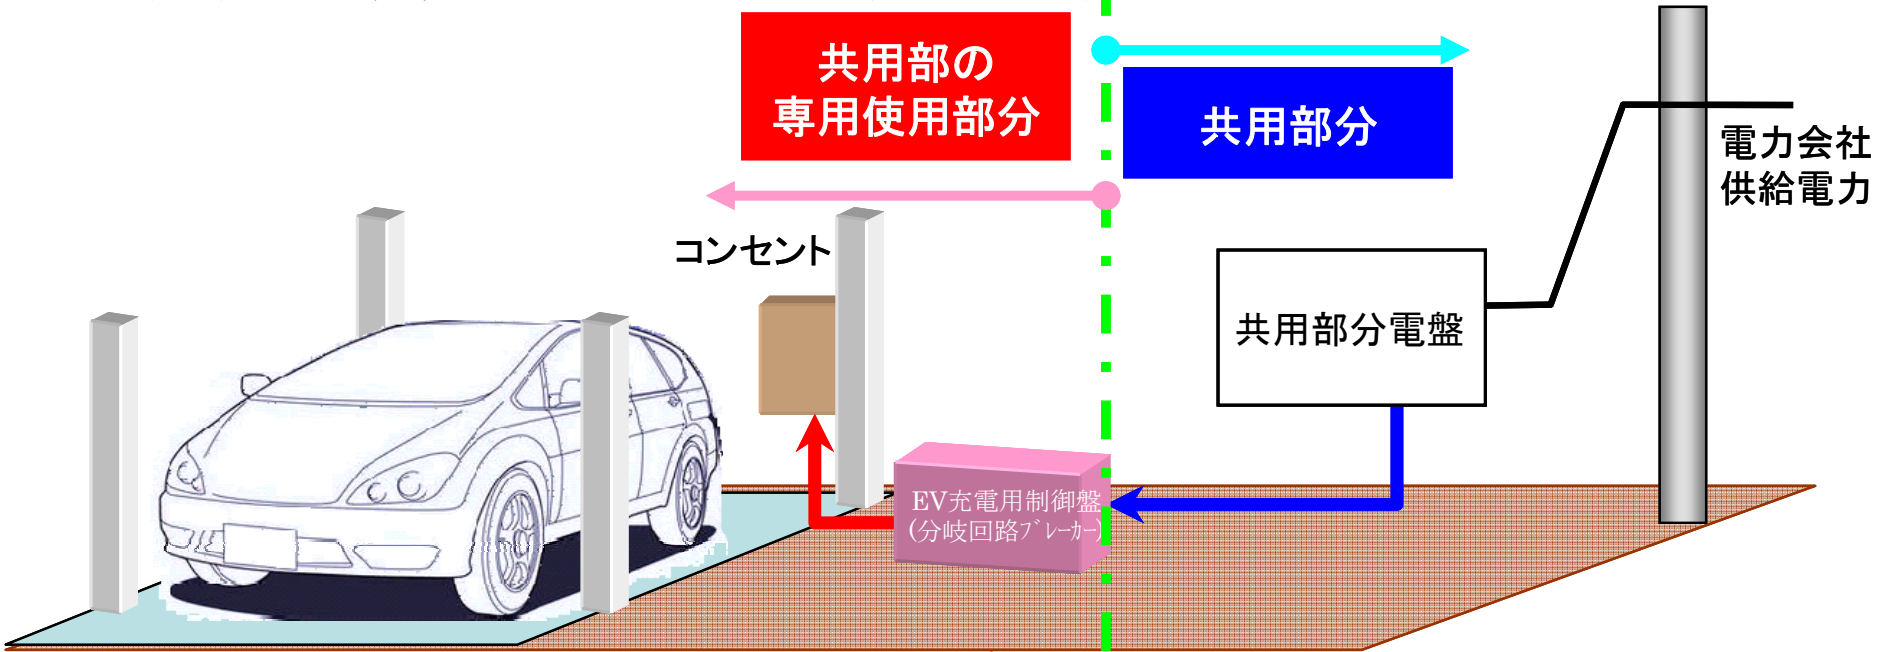 共用部の
専用使用部分
共用部分
電力会社
供給電力
コンセント
共用部分電盤
EV充電用制御盤
(分岐回路ﾌﾞﾚｰｶｰ)